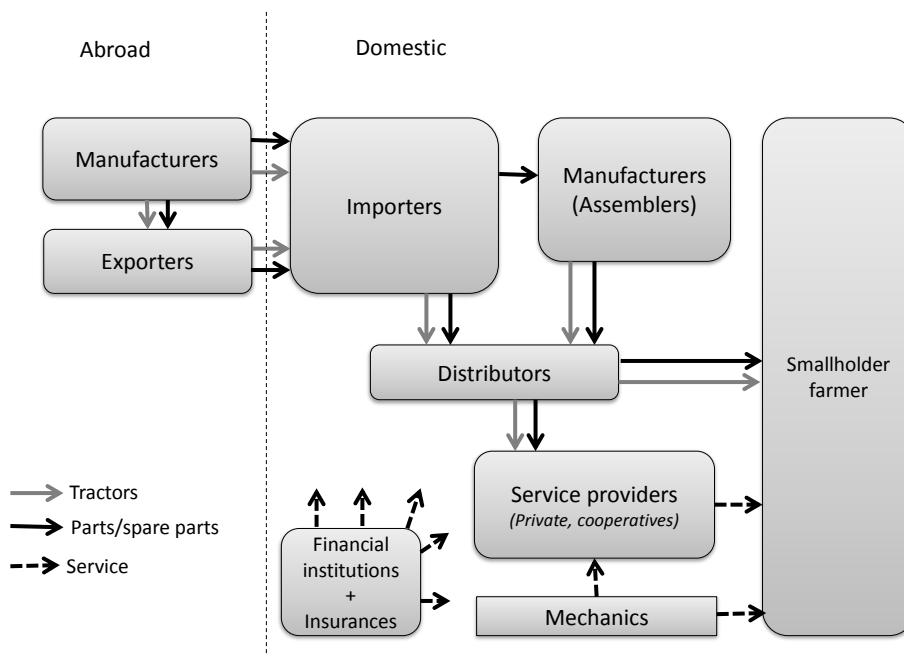 Abroad
Domestic
Manufacturers
Importers
Manufacturers
(Assemblers)
Exporters
Distributors
Smallholder
farmer
Tractors
Parts/spare parts
Service
Service providers
(Private, cooperatives)
Financial
institutions
+
Insurances
Mechanics